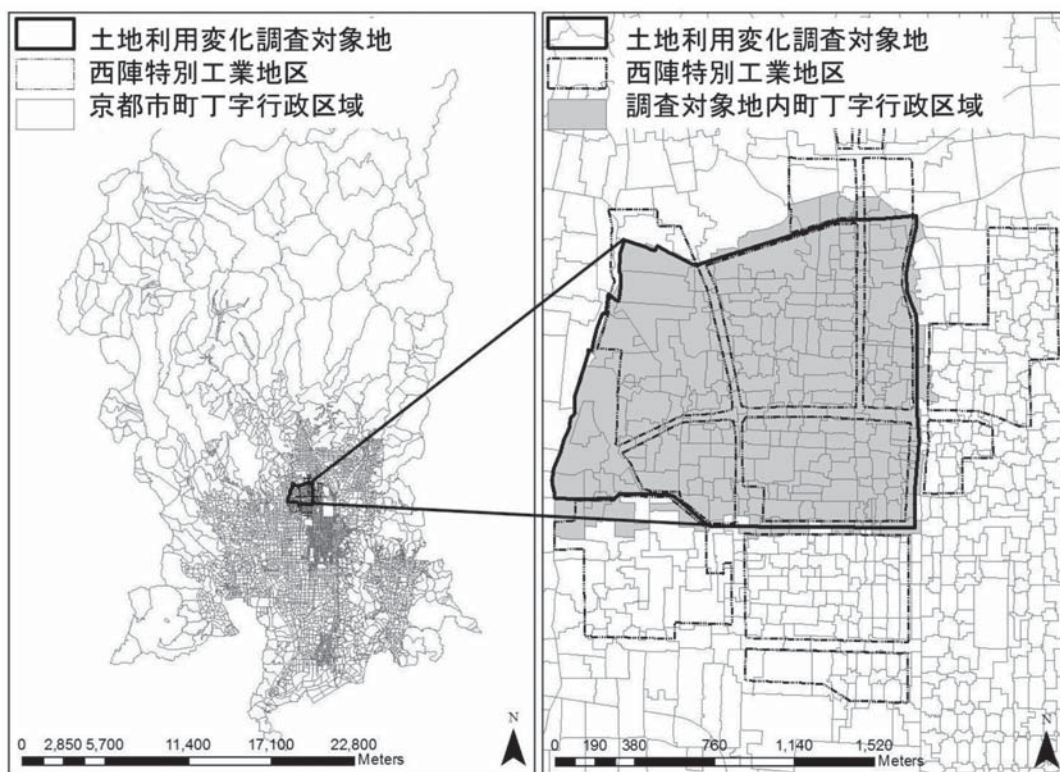 土地利用変化調査対象地
西陣特別工業地区
京都市町丁字行政区域
N
0 2,850 5,700 11,400 17,100 22,800
Meters
土地利用変化調査対象地
西陣特別工業地区
調査対象地内町丁字行政区域
N
0 190 380 760 1,140 1,520
Meters